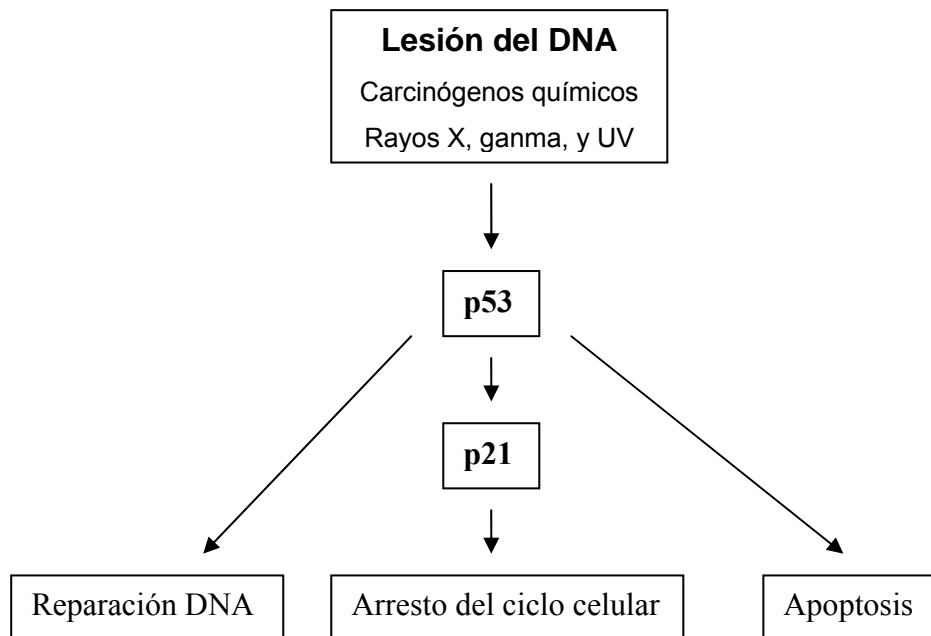 Lesión del DNA
Carcinógenos químicos
Rayos X, ganma, y UV
p53
p21
Reparación DNA
Arresto del ciclo celular
Apoptosis